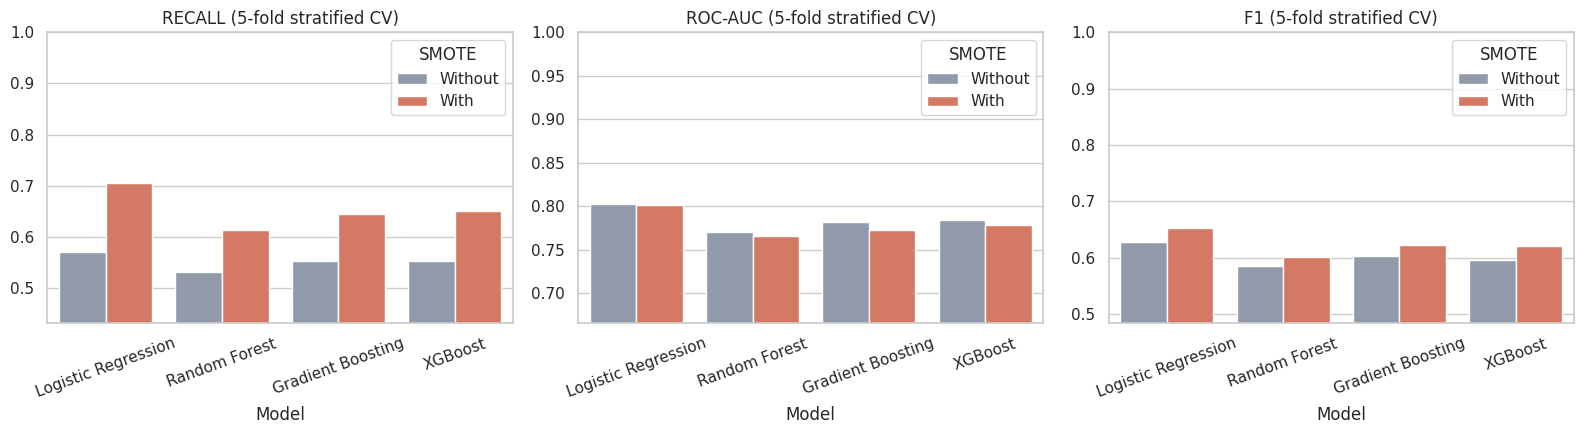 RECALL (5-fold stratified CV)
1.0
0.9
0.8
0.7
0.6
0.5
SMOTE
Without
With
Logistic Regression
Random Forest
Gradient Boosting
XGBoost
Model
ROC-AUC (5-fold stratified CV)
1.00
0.95
0.90
0.85
0.80
0.75
0.70
SMOTE
Without
With
Logistic Regression
Random Forest
Gradient Boosting
XGBoost
Model
F1 (5-fold stratified CV)
1.0
0.9
0.8
0.7
0.6
0.5
SMOTE
Without
With
Logistic Regression
Random Forest
Gradient Boosting
XGBoost
Model